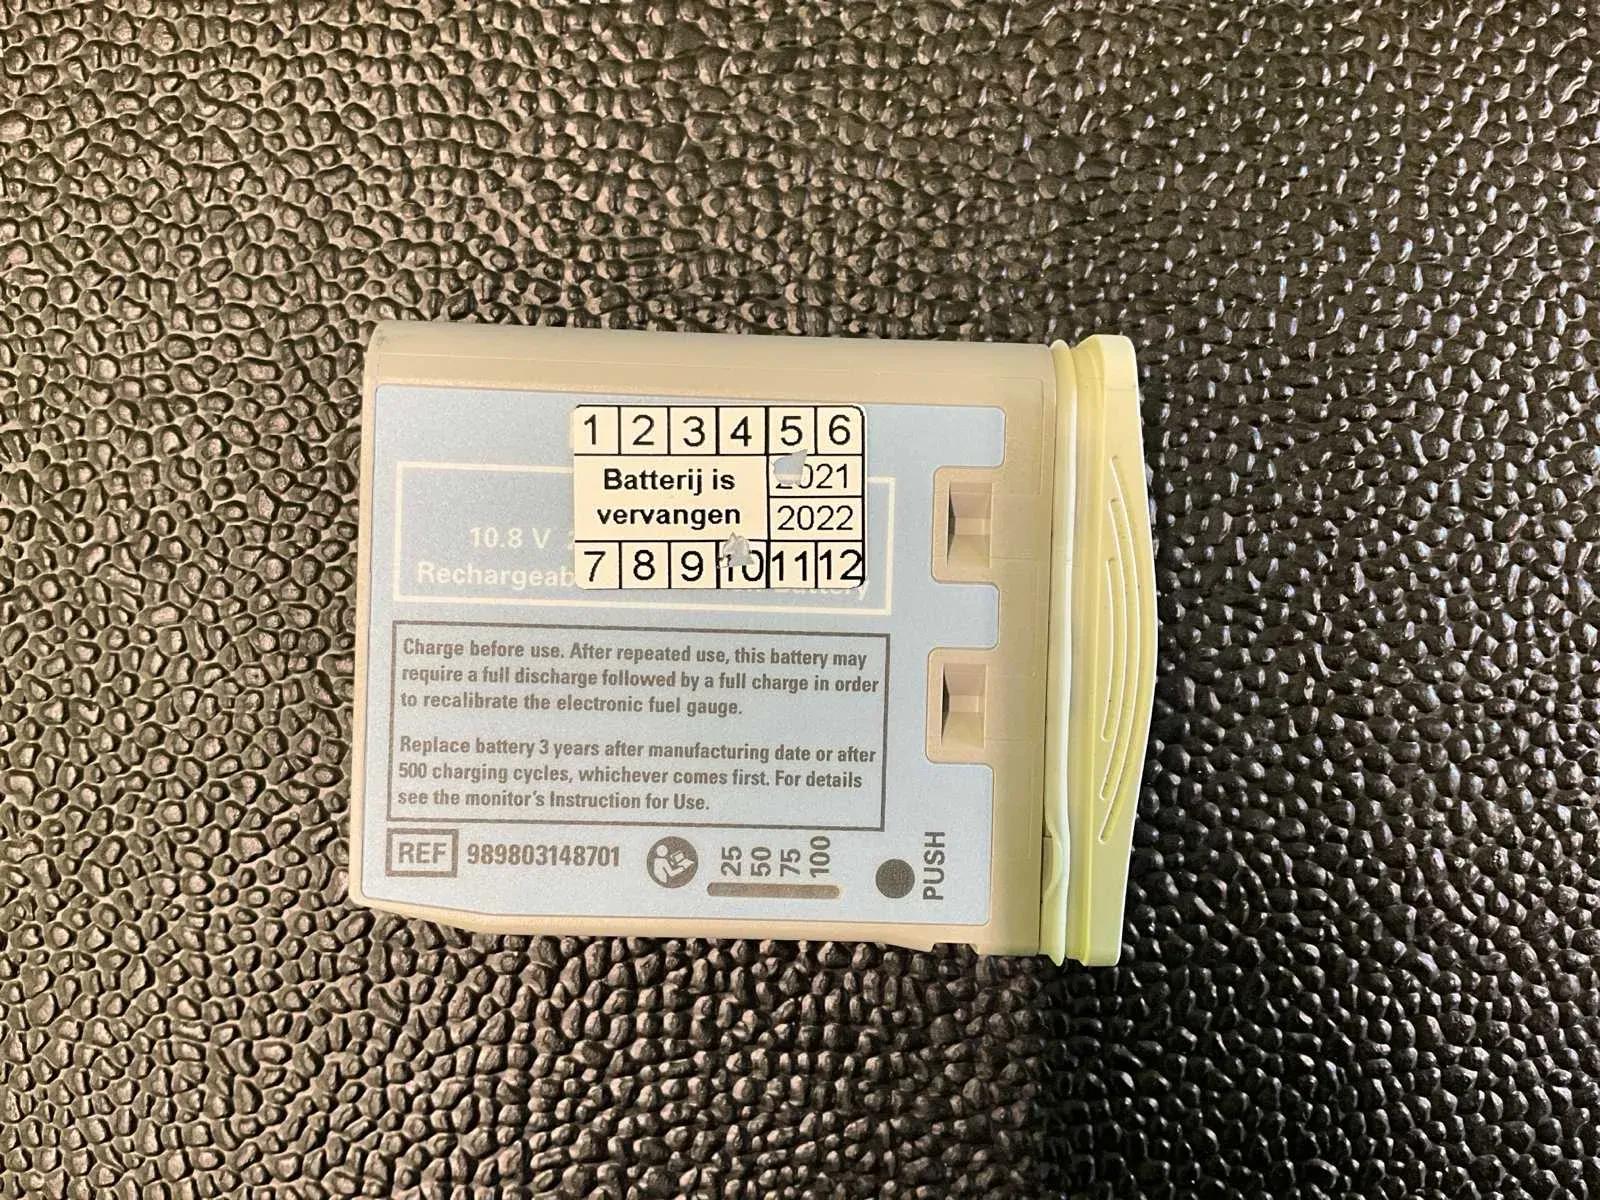 1 2 3 4 5 6
Batterij is
vervangen
2021
2022
7 8 9 10 11 12
10.8 V
Battery
Charge before use. After repeated use, this battery may
require a full discharge followed by a full charge in order
to recalibrate the electronic fuel gauge.
Replace battery 3 years after manufacturing date or after
500 charging cycles, whichever comes first. For details
see the monitor's Instruction for Use.
REF 989803148701
25
50
75
100
PUSH